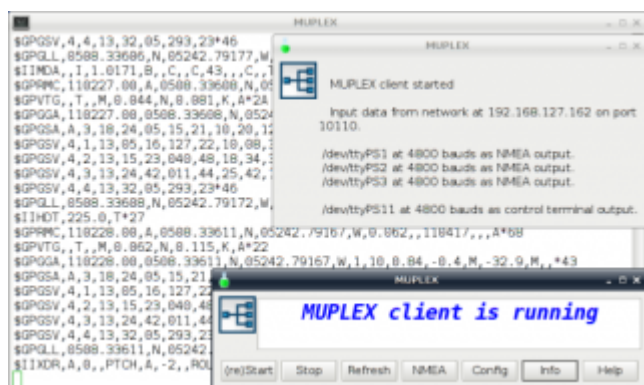 MUPLEX
$GPGSV,4,4,13,32,05,293,23*46
$GPGLL,0508.33606,N,05242.79177,W,
$IIMDA,,I,1.0171,B,,C,43,,,C,,
$GPRMC,110227.00,A,0508.33608,N,05
$GPVTG,,T,,M,0.044,N,0.081,K,A*2A
$GPGGA,110227.00,0508.33608,N,0524
$GPGSA,A,3,18,24,05,15,21,10,20,12
$GPGSV,4,1,13,05,16,127,22,10,08,3
$GPGSV,4,2,13,15,23,040,48,18,34,3
$GPGSV,4,3,13,24,42,011,44,25,42,
$GPGSV,4,4,13,32,05,293,23*46
$GPGLL,0508.33608,N,05242.79172,W,
$IIHDT,225.0,T*27
$GPRMC,110228.00,A,0508.33611,N,05242.79167,W,0.062,,110417,,,A*68
$GPVTG,,T,,M,0.062,N,0.115,K,A*22
$GPGGA,110228.00,0508.33611,N,05242.79167,W,1,10,0.84,-0.4,M,-32.9,M,,*43
$GPGSA,A,3,18,24,05,15,21,
$GPGSV,4,1,13,05,16,127,22
$GPGSV,4,2,13,15,23,040,48
$GPGSV,4,3,13,24,42,011,44
$GPGSV,4,4,13,32,05,293,23
$GPGLL,0508.33611,N,05242.
$IIXDR,A,0,,PTCH,A,-2,,ROL
MUPLEX
MUPLEX client started
Input data from network at 192.168.127.162 on port
10110.
/dev/ttyPS1 at 4800 bauds as NMEA output.
/dev/ttyPS2 at 4800 bauds as NMEA output.
/dev/ttyPS3 at 4800 bauds as NMEA output.
/dev/ttyPS11 at 4800 bauds as control terminal output.
MUPLEX
MUPLEX client is running
(re)Start Stop Refresh NMEA Config Info Help